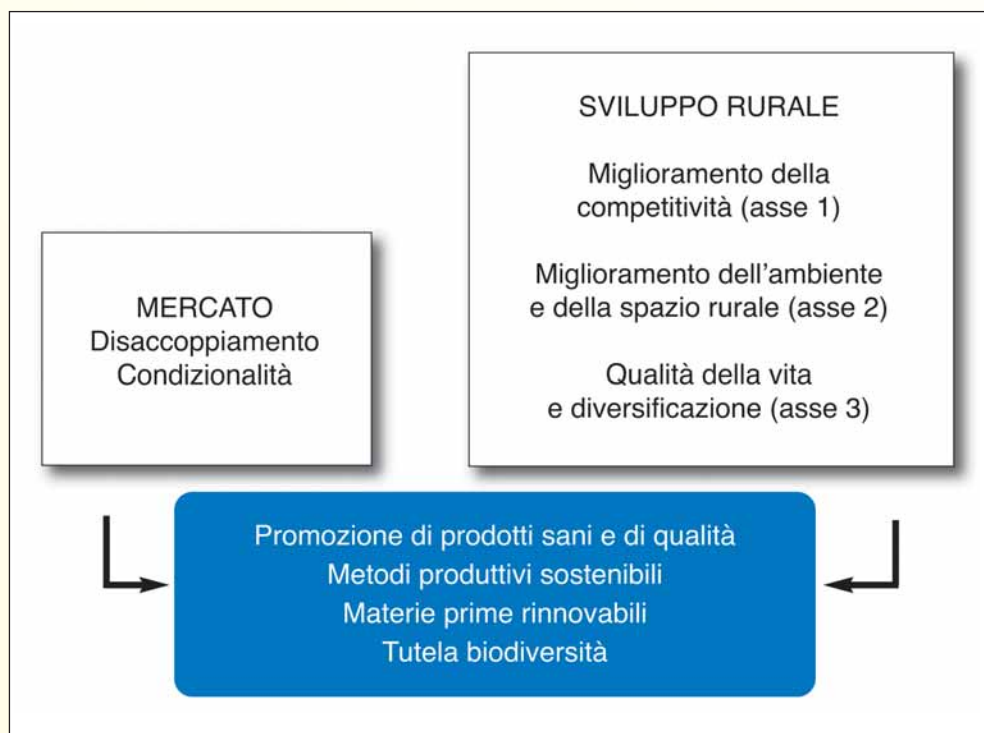 MERCATO
Disaccoppiamento
Condizionalità
SVILUPPO RURALE
Miglioramento della
competitività (asse 1)
Miglioramento dell'ambiente
e della spazio rurale (asse 2)
Qualità della vita
e diversificazione (asse 3)
Promozione di prodotti sani e di qualità
Metodi produttivi sostenibili
Materie prime rinnovabili
Tutela biodiversità